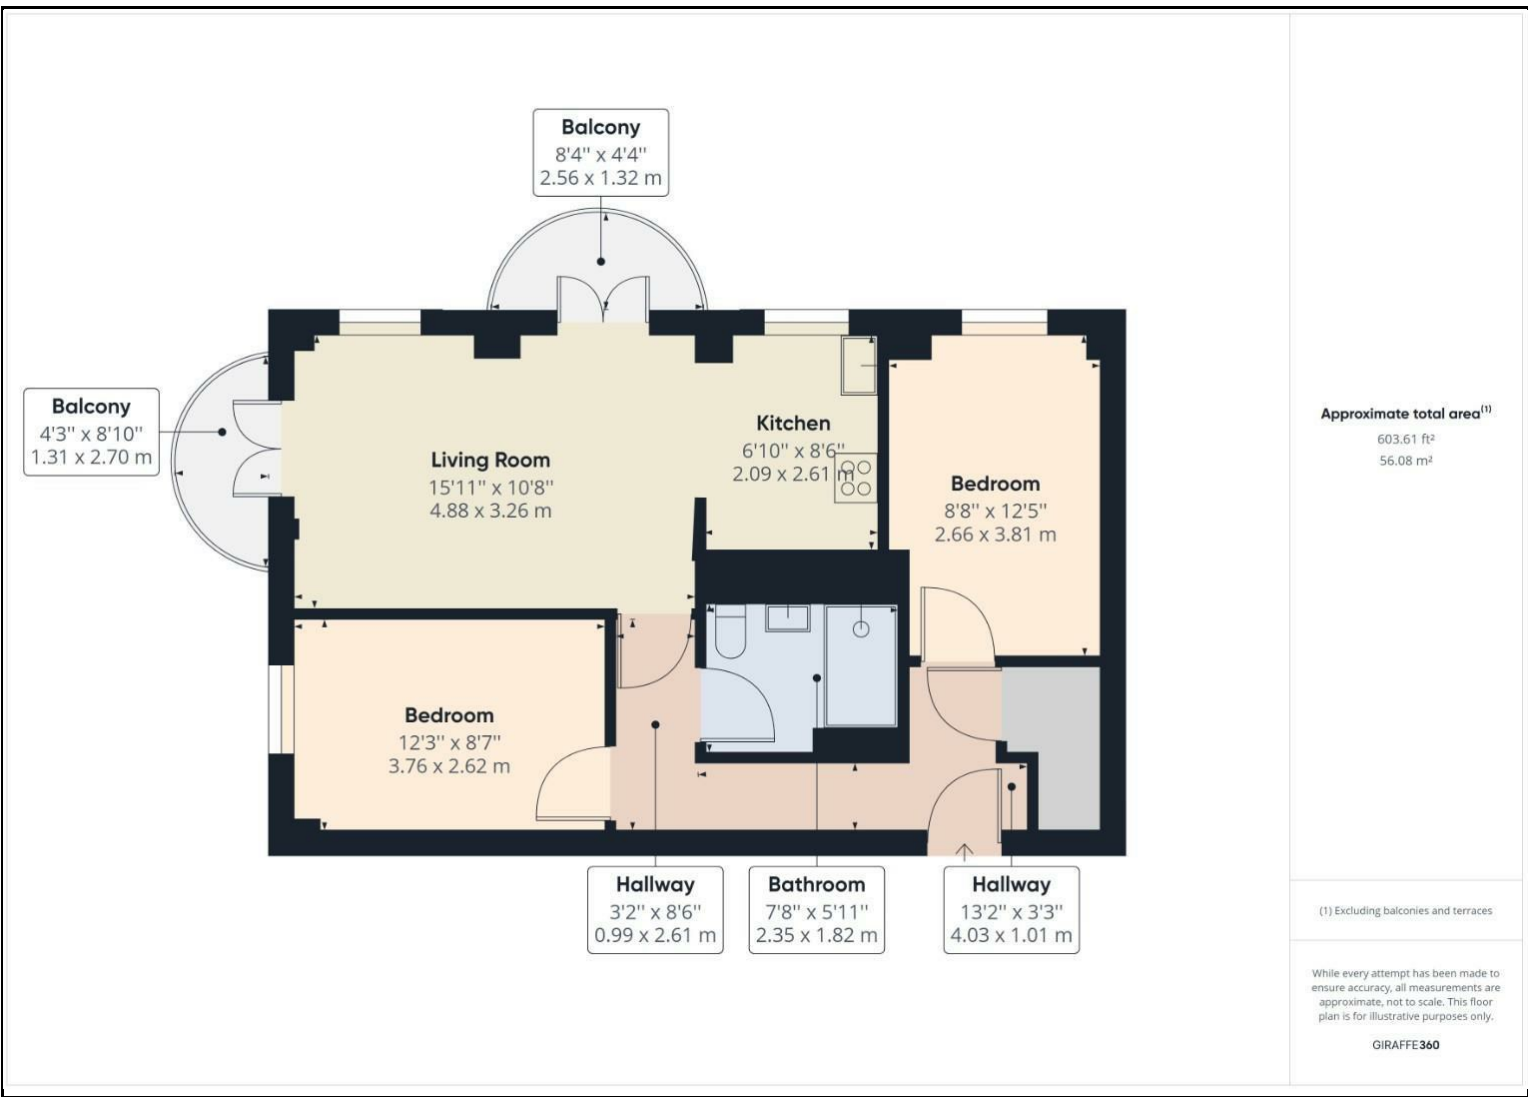 Balcony
8'4'' x 4'4''
2.56 x 1.32 m
Balcony
4'3'' x 8'10''
1.31 x 2.70 m
Living Room
15'11'' x 10'8''
4.88 x 3.26 m
Kitchen
6'10'' x 8'6''
2.09 x 2.61 m
Bedroom
8'8'' x 12'5''
2.66 x 3.81 m
Bedroom
12'3'' x 8'7''
3.76 x 2.62 m
Hallway
3'2'' x 8'6''
0.99 x 2.61 m
Bathroom
7'8'' x 5'11''
2.35 x 1.82 m
Hallway
13'2'' x 3'3''
4.03 x 1.01 m
Approximate total area(1)
603.61 ft²
56.08 m²
(1) Excluding balconies and terraces
While every attempt has been made to
ensure accuracy, all measurements are
approximate, not to scale. This floor
plan is for illustrative purposes only.
GIRAFFE360